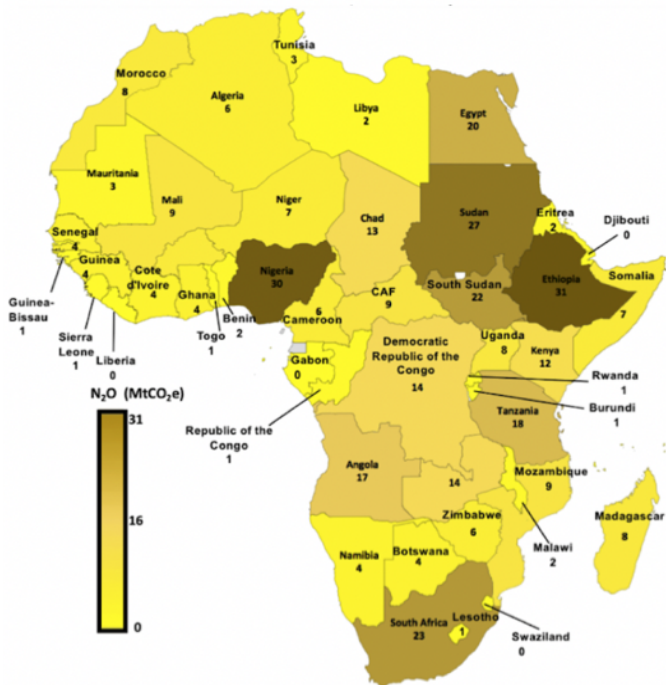 Tunisia
3
Morocco
8
Algeria
6
Libya
2
Egypt
20
Mauritania
3
Mali
9
Niger
7
Chad
13
Sudan
27
Eritrea
2
Djibouti
0
Senegal
4
Guinea
4
Cote
d'Ivoire
4
Ghana
4
Nigeria
30
Guinea-
Bissau
1
Sierra
Leone
1
Liberia
0
Togo
1
Benin
2
6
Cameroon
CAF
9
South Sudan
22
Ethiopia
31
Somalia
7
Gabon
0
Democratic
Republic of the
Congo
14
Uganda
8
Kenya
12
Rwanda
1
Burundi
1
Republic of the
Congo
1
Tanzania
18
N₂O (MtCO₂e)
31
16
0
Angola
17
14
Mozambique
9
Zimbabwe
6
Malawi
2
Madagascar
8
Namibia
4
Botswana
4
South Africa
23
Lesotho
1
Swaziland
0